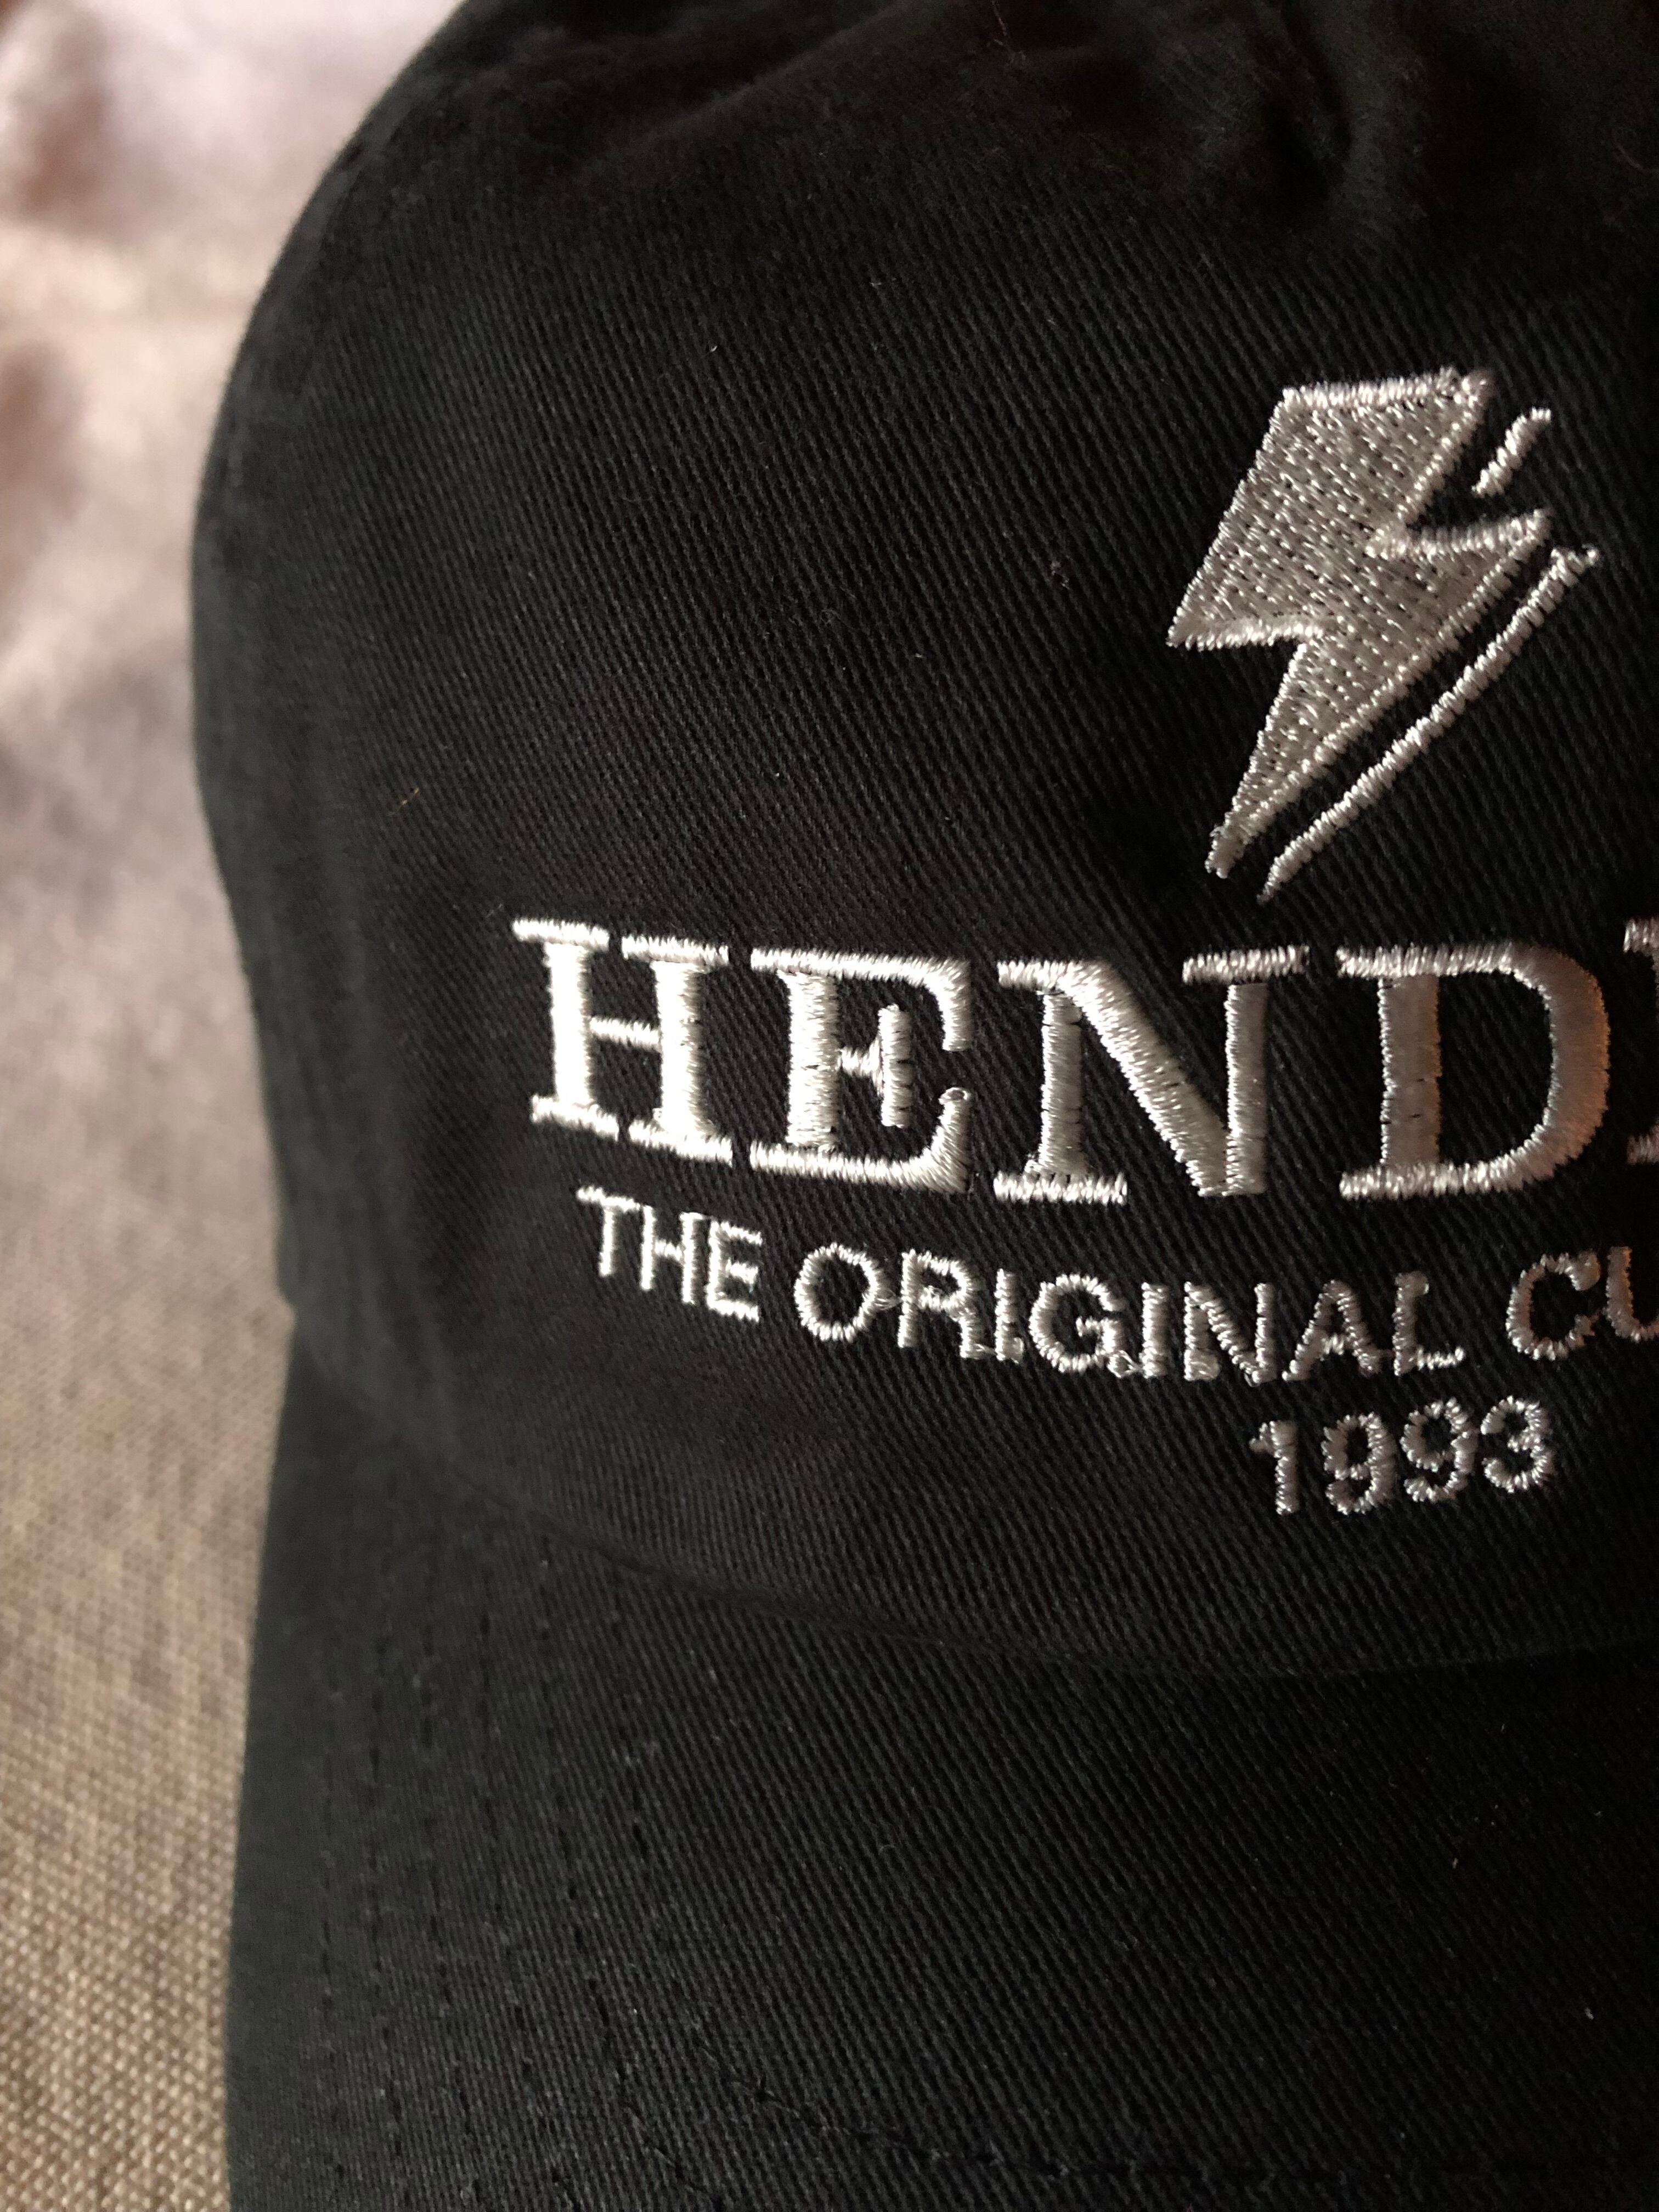 HEND
THE ORIGINAL CU
1993